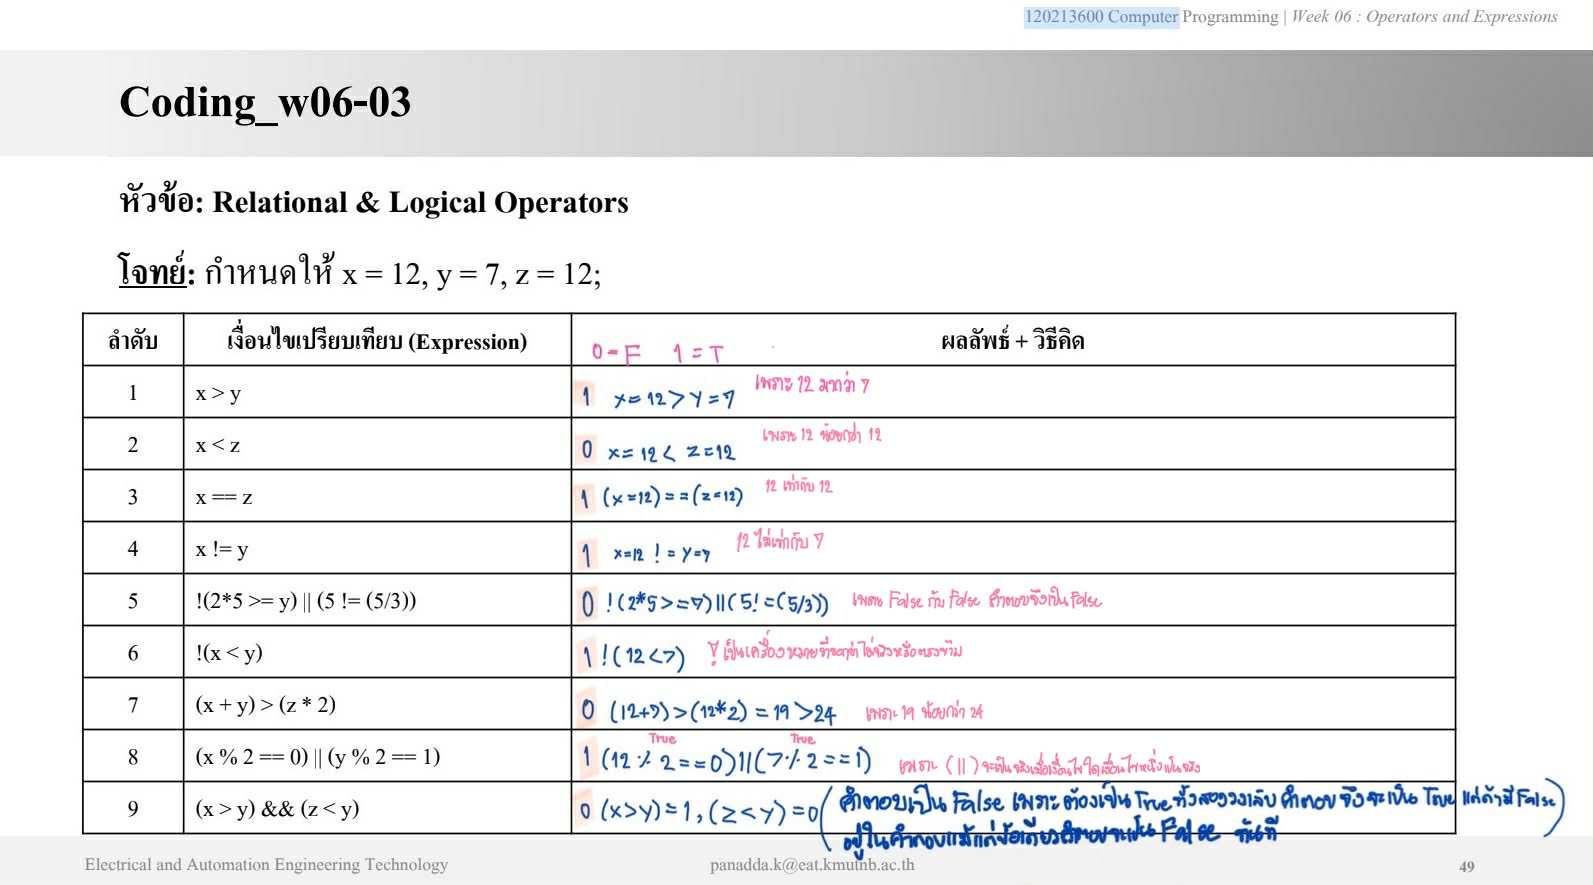 120213600 Computer Programming | Week 06 : Operators and Expressions
Coding_w06-03
หัวข้อ: Relational & Logical Operators
โจทย์: กำหนดให้ x = 12, y = 7, z = 12;
ลำดับ เงื่อนไขเปรียบเทียบ (Expression) 0 = F 1 = T ผลลัพธ์ + วิธีคิด
1 x > y 1 x = 12 > y = 7 เพราะ 12 มากว่า 7
2 x < z 0 x = 12 < z = 12 เพราะ 12 น้อยกว่า 12
3 x == z 1 (x = 12) = = (z = 12) 12 เท่ากับ 12
4 x != y 1 x = 12 ! = y = 7 12 ไม่เท่ากับ 7
5 !(2*5 >= y) || (5 != (5/3)) 0 !(2*5 > = 7) || (5! = (5/3)) เพราะ False กับ False คำตอบจึงเป็น False
6 !(x < y) 1 !(12 < 7) ! เป็นเครื่องหมายที่บอกว่าไม่จริงหรือตรงข้าม
7 (x + y) > (z * 2) 0 (12+7) > (12*2) = 19 > 24 เพราะ 19 น้อยกว่า 24
True True
8 (x % 2 == 0) || (y % 2 == 1) 1 (12 % 2 = = 0) || (7 % 2 = = 1) เพราะ (||) จะเป็นจริงเมื่อเงื่อนไขใดเงื่อนไขหนึ่งเป็นจริง
9 (x > y) && (z < y) 0 (x > y) = 1, (z < y) = 0 (คำตอบเป็น False เพราะต้องเป็น True ทั้งสองวงเล็บ คำตอบ จึงจะเป็น True แต่ถ้ามี False
อยู่ในคำตอบแม้แต่ข้อเดียวคำตอบจะเป็น False ทันที)
Electrical and Automation Engineering Technology panadda.k@eat.kmutnb.ac.th 49